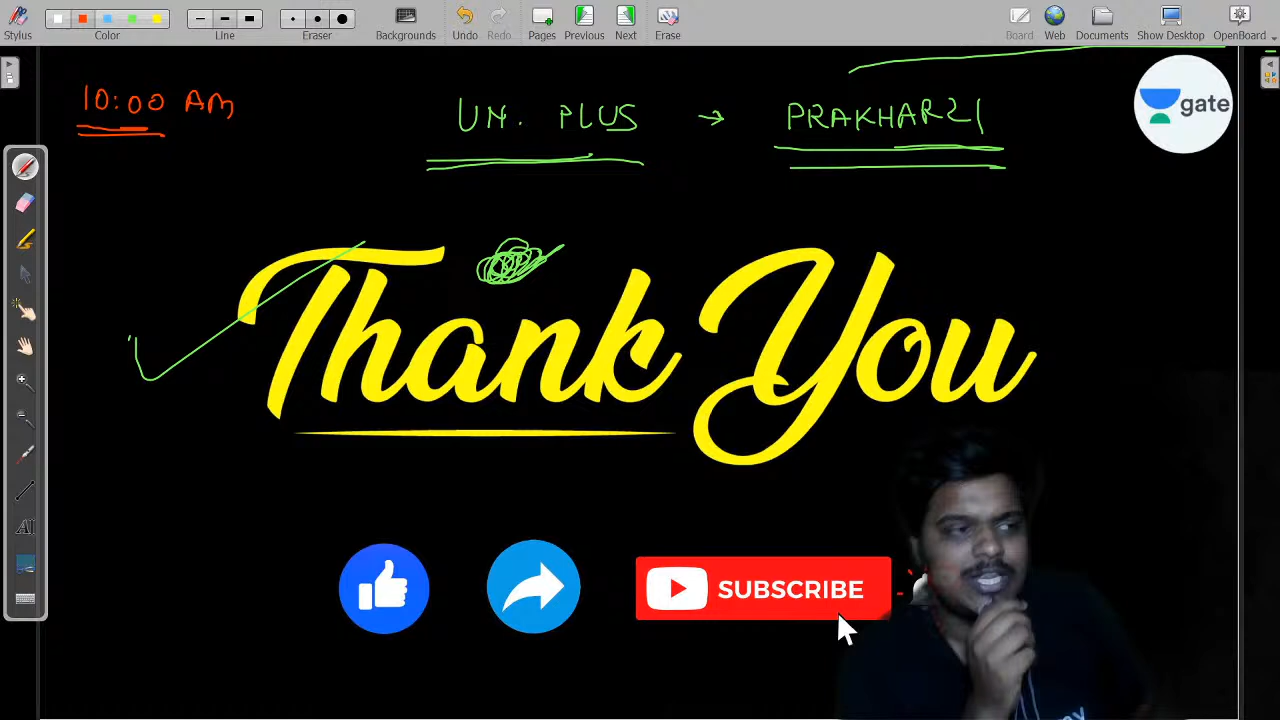 Stylus Color Line Eraser Backgrounds Undo Redo Pages Previous Next Erase Board Web Documents Show Desktop OpenBoard
10:00 AM
UN. PLUS → PRAKHAR21
gate
Thank You
SUBSCRIBE